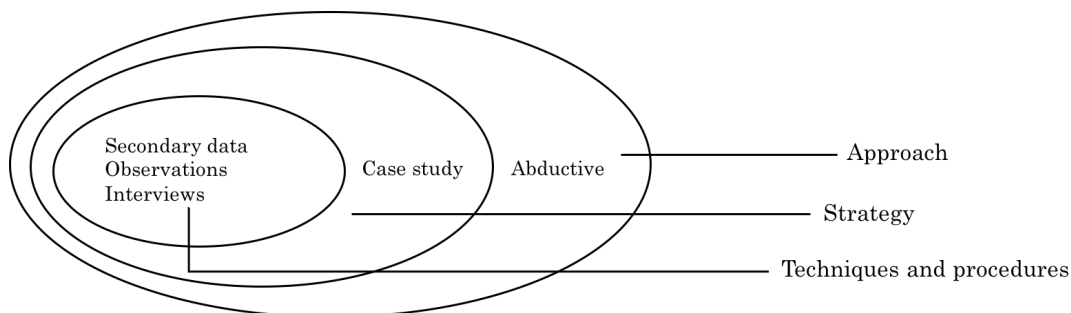 Secondary data
Observations
Interviews
Case study
Abductive
Approach
Strategy
Techniques and procedures